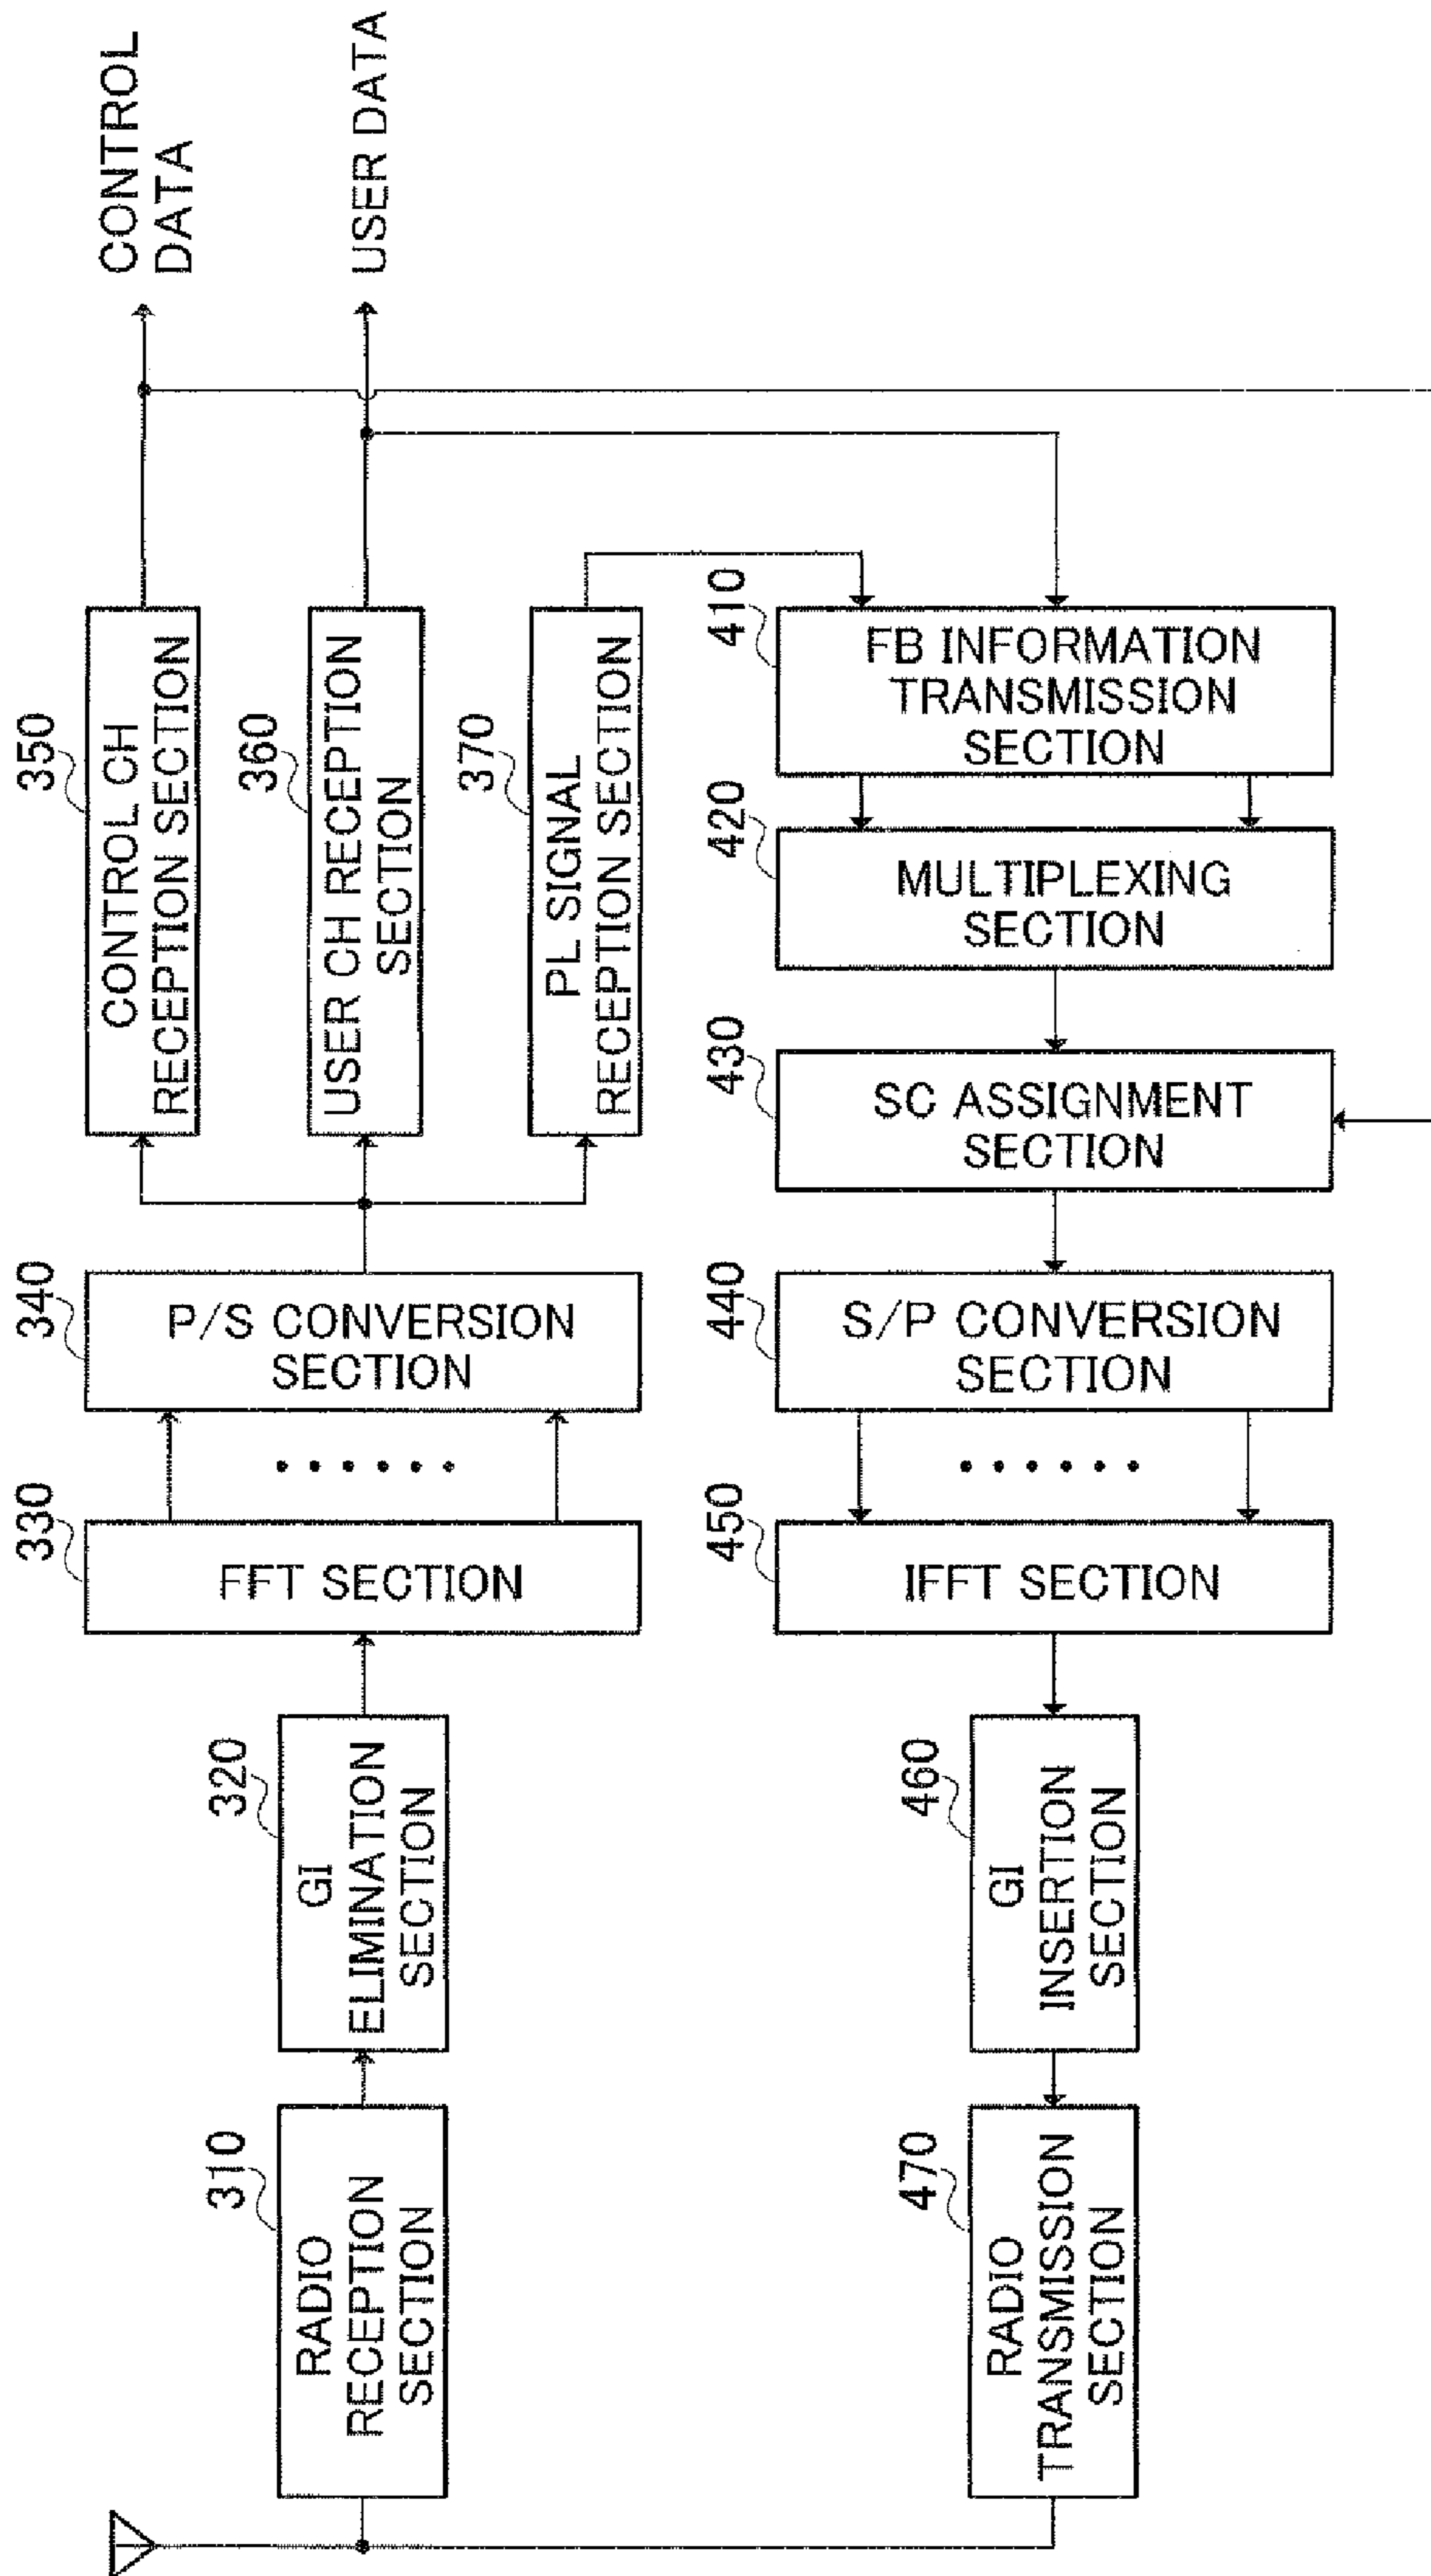 310
RADIO
RECEPTION
SECTION
320
GI
ELIMINATION
SECTION
330
FFT SECTION
340
P/S CONVERSION
SECTION
350
CONTROL CH
RECEPTION SECTION
360
USER CH RECEPTION
SECTION
370
PL SIGNAL
RECEPTION SECTION
CONTROL
DATA
USER DATA
470
RADIO
TRANSMISSION
SECTION
460
GI
INSERTION
SECTION
450
IFFT SECTION
440
S/P CONVERSION
SECTION
430
SC ASSIGNMENT
SECTION
420
MULTIPLEXING
SECTION
410
FB INFORMATION
TRANSMISSION
SECTION